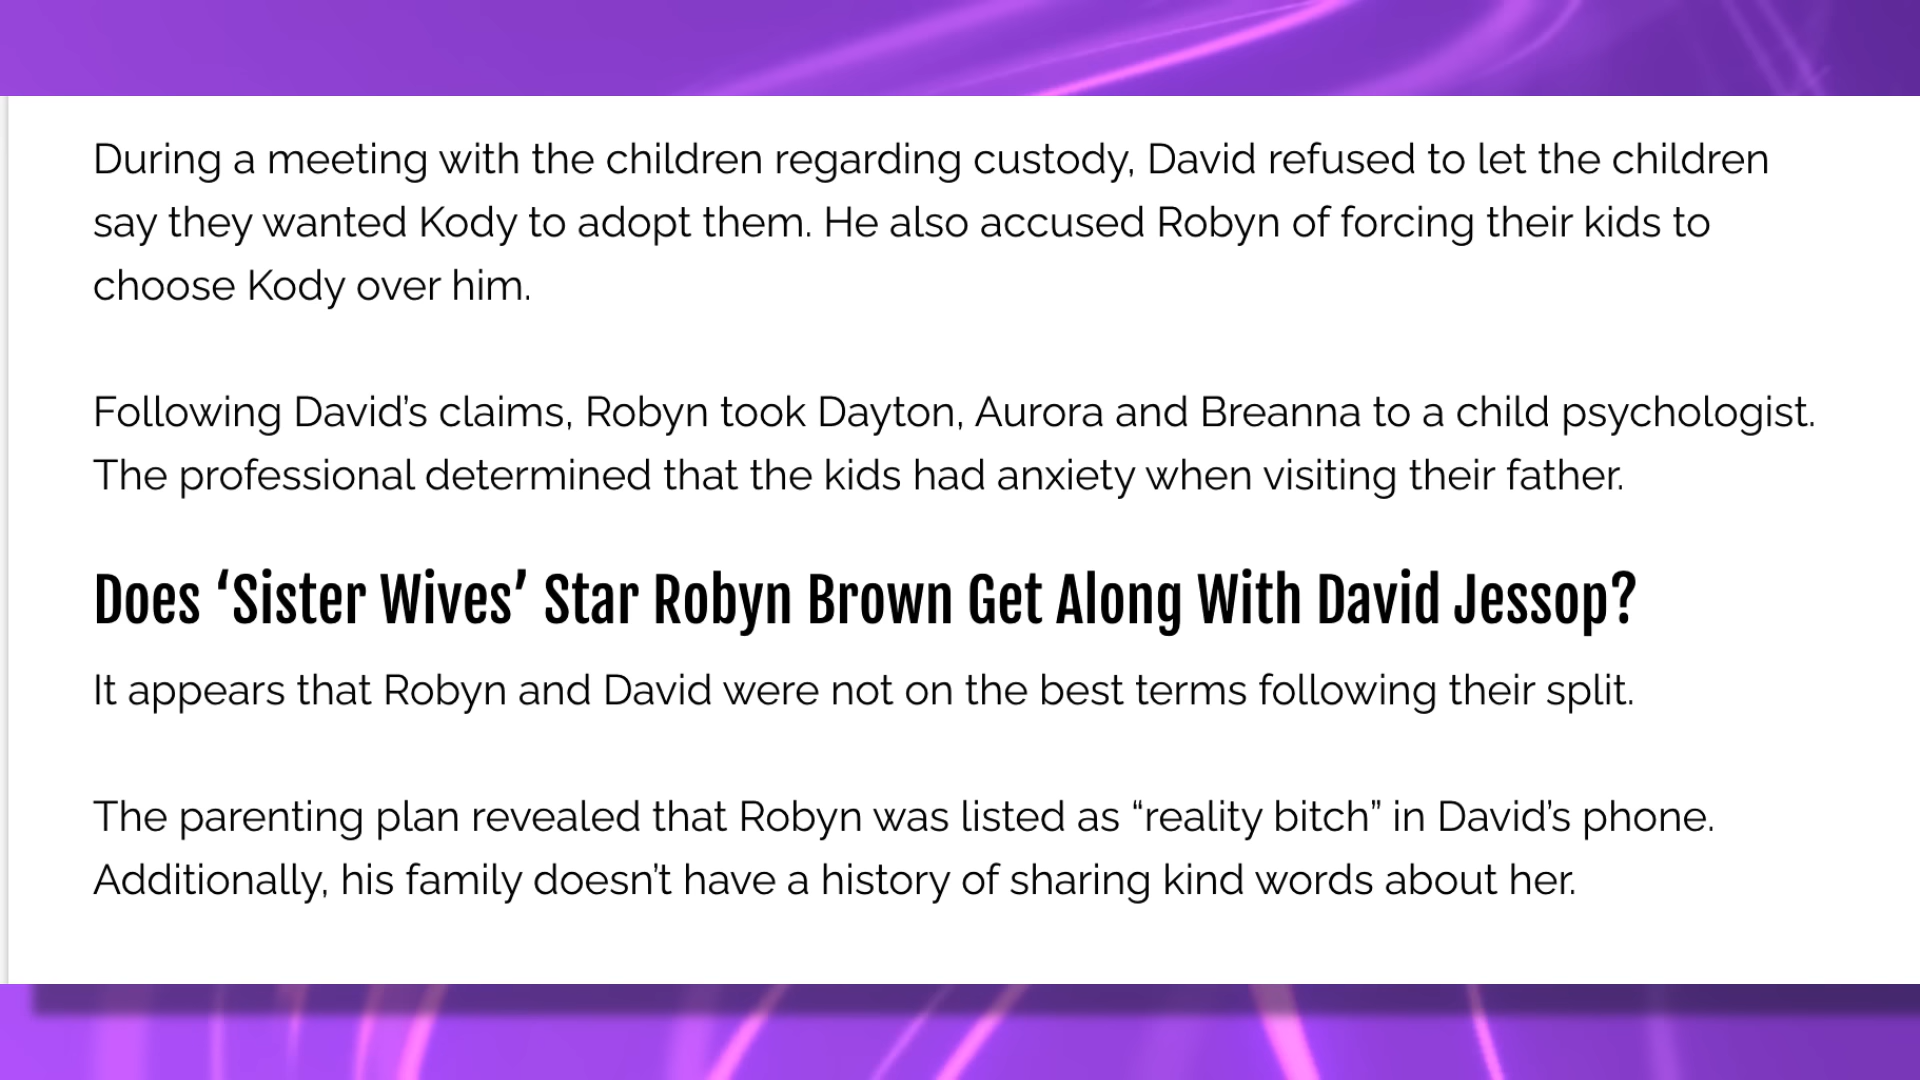 During a meeting with the children regarding custody, David refused to let the children
say they wanted Kody to adopt them. He also accused Robyn of forcing their kids to
choose Kody over him.
Following David’s claims, Robyn took Dayton, Aurora and Breanna to a child psychologist.
The professional determined that the kids had anxiety when visiting their father.
Does ‘Sister Wives’ Star Robyn Brown Get Along With David Jessop?
It appears that Robyn and David were not on the best terms following their split.
The parenting plan revealed that Robyn was listed as “reality bitch” in David’s phone.
Additionally, his family doesn’t have a history of sharing kind words about her.